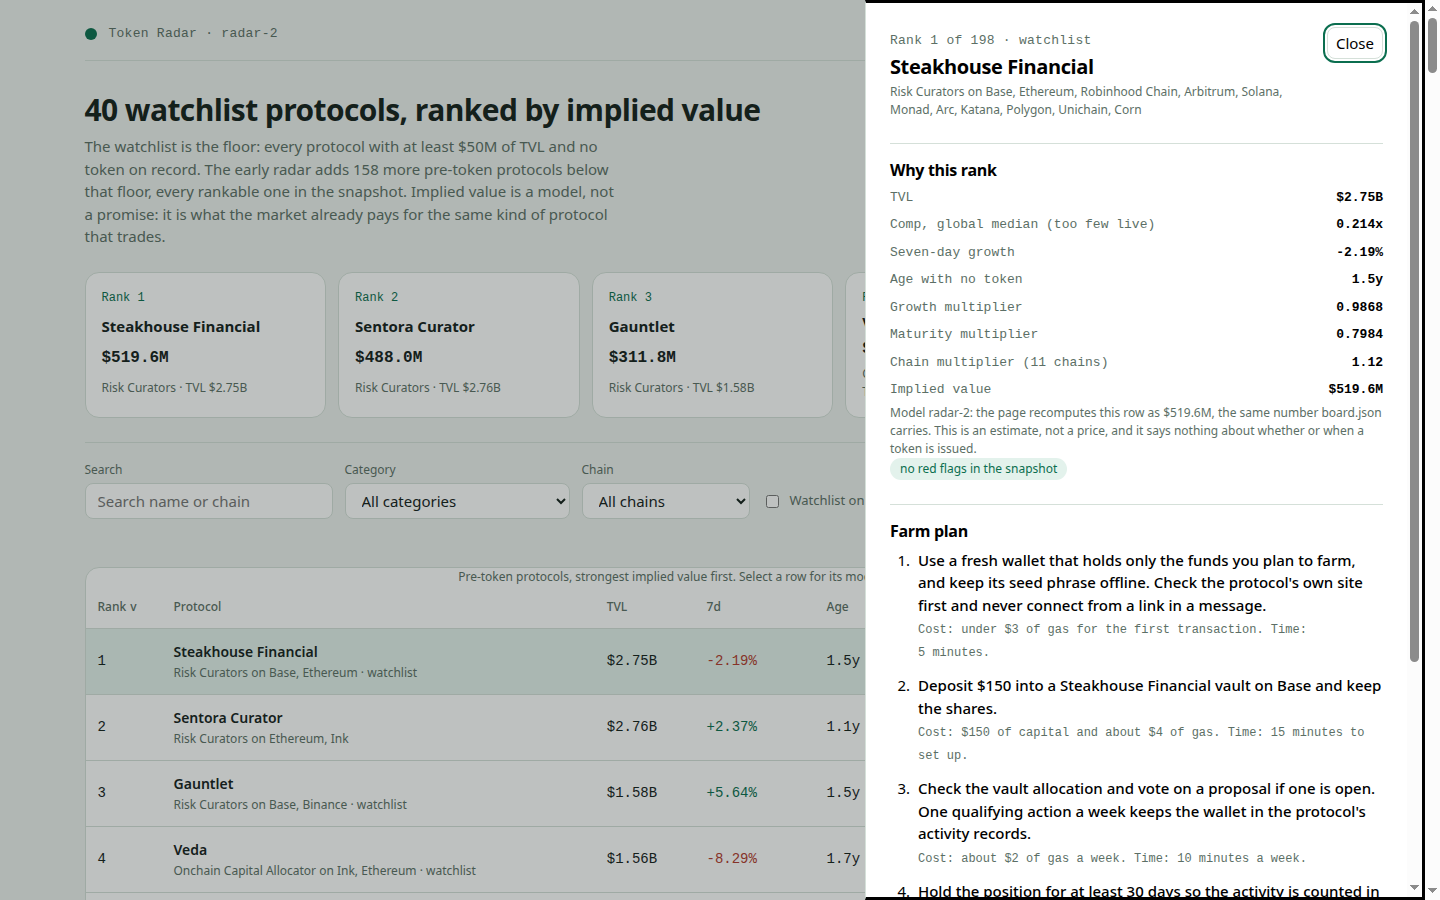 Token Radar · radar-2
40 watchlist protocols, ranked by implied value
The watchlist is the floor: every protocol with at least $50M of TVL and no
token on record. The early radar adds 158 more pre-token protocols below
that floor, every rankable one in the snapshot. Implied value is a model, not
a promise: it is what the market already pays for the same kind of protocol
that trades.
Rank 1
Steakhouse Financial
$519.6M
Risk Curators · TVL $2.75B
Rank 2
Sentora Curator
$488.0M
Risk Curators · TVL $2.76B
Rank 3
Gauntlet
$311.8M
Risk Curators · TVL $1.58B
Search
Search name or chain
Category
All categories
Chain
All chains
Watchlist on
Pre-token protocols, strongest implied value first. Select a row for its mo
Rank v Protocol TVL 7d Age
1 Steakhouse Financial $2.75B -2.19% 1.5y
Risk Curators on Base, Ethereum · watchlist
2 Sentora Curator $2.76B +2.37% 1.1y
Risk Curators on Ethereum, Ink
3 Gauntlet $1.58B +5.64% 1.5y
Risk Curators on Base, Binance · watchlist
4 Veda $1.56B -8.29% 1.7y
Onchain Capital Allocator on Ink, Ethereum · watchlist
Rank 1 of 198 · watchlist
Close
Steakhouse Financial
Risk Curators on Base, Ethereum, Robinhood Chain, Arbitrum, Solana,
Monad, Arc, Katana, Polygon, Unichain, Corn
Why this rank
TVL $2.75B
Comp, global median (too few live) 0.214x
Seven-day growth -2.19%
Age with no token 1.5y
Growth multiplier 0.9868
Maturity multiplier 0.7984
Chain multiplier (11 chains) 1.12
Implied value $519.6M
Model radar-2: the page recomputes this row as $519.6M, the same number board.json
carries. This is an estimate, not a price, and it says nothing about whether or when a
token is issued.
no red flags in the snapshot
Farm plan
1. Use a fresh wallet that holds only the funds you plan to farm,
and keep its seed phrase offline. Check the protocol's own site
first and never connect from a link in a message.
Cost: under $3 of gas for the first transaction. Time:
5 minutes.
2. Deposit $150 into a Steakhouse Financial vault on Base and keep
the shares.
Cost: $150 of capital and about $4 of gas. Time: 15 minutes to
set up.
3. Check the vault allocation and vote on a proposal if one is open.
One qualifying action a week keeps the wallet in the protocol's
activity records.
Cost: about $2 of gas a week. Time: 10 minutes a week.
4. Hold the position for at least 30 days so the activity is counted in